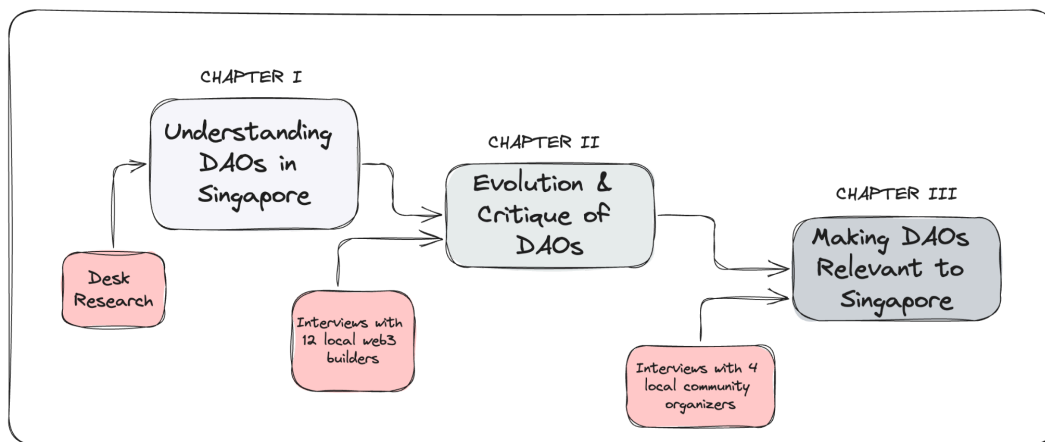 CHAPTER I
Understanding
DAOs in
Singapore
Desk
Research
CHAPTER II
Evolution &
Critique of
DAOs
Interviews with
12 local web3
builders
CHAPTER III
Making DAOs
Relevant to
Singapore
Interviews with 4
local community
organizers